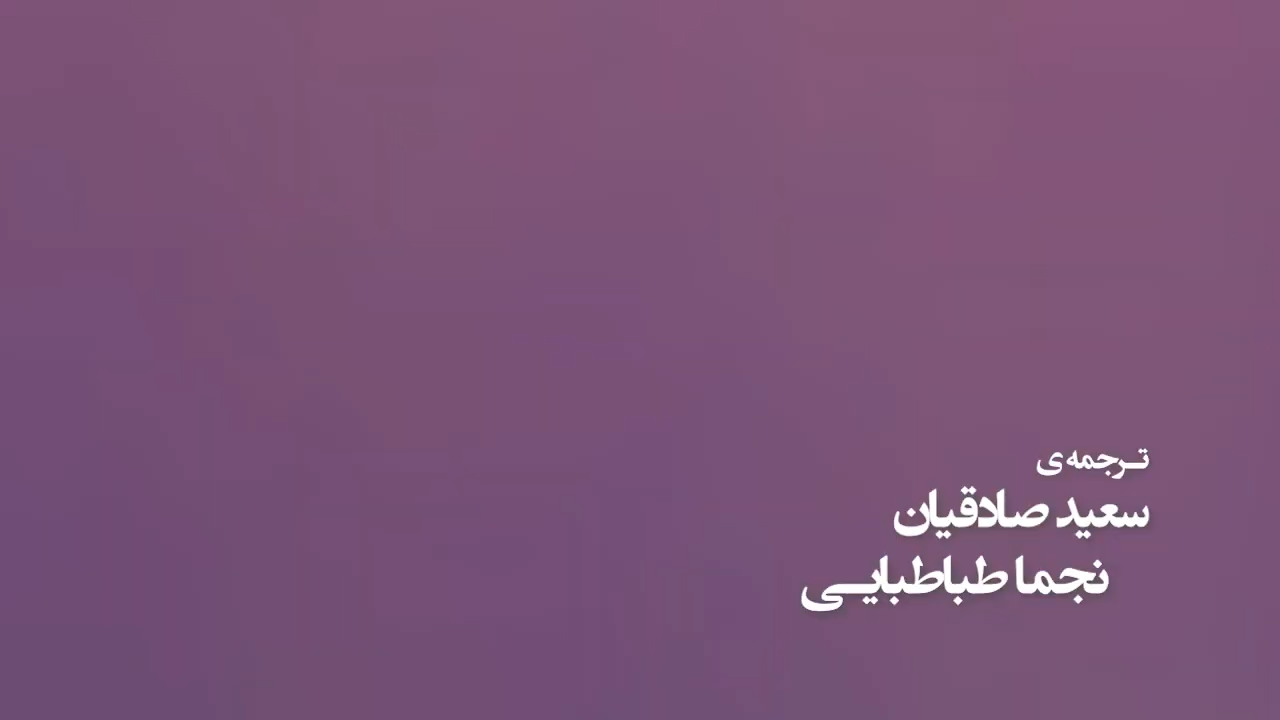 ترجمه‌ی
سعید صادقیان
نجما طباطبایی